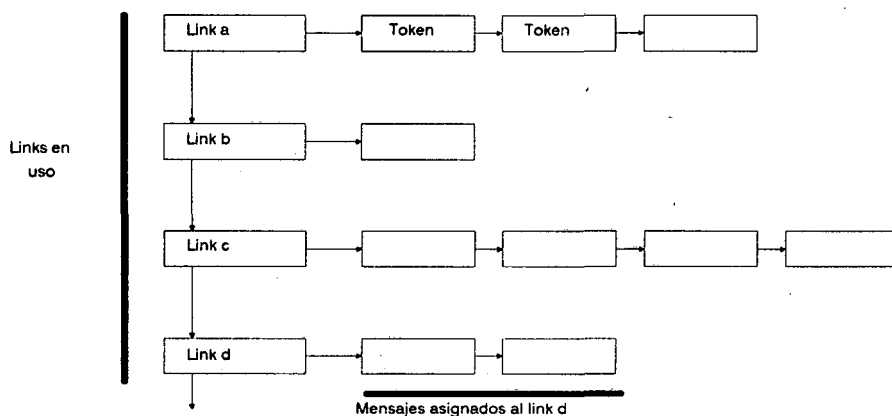 Link a
Token
Token
Link b
Links en
uso
Link c
Link d
Mensajes asignados al link d